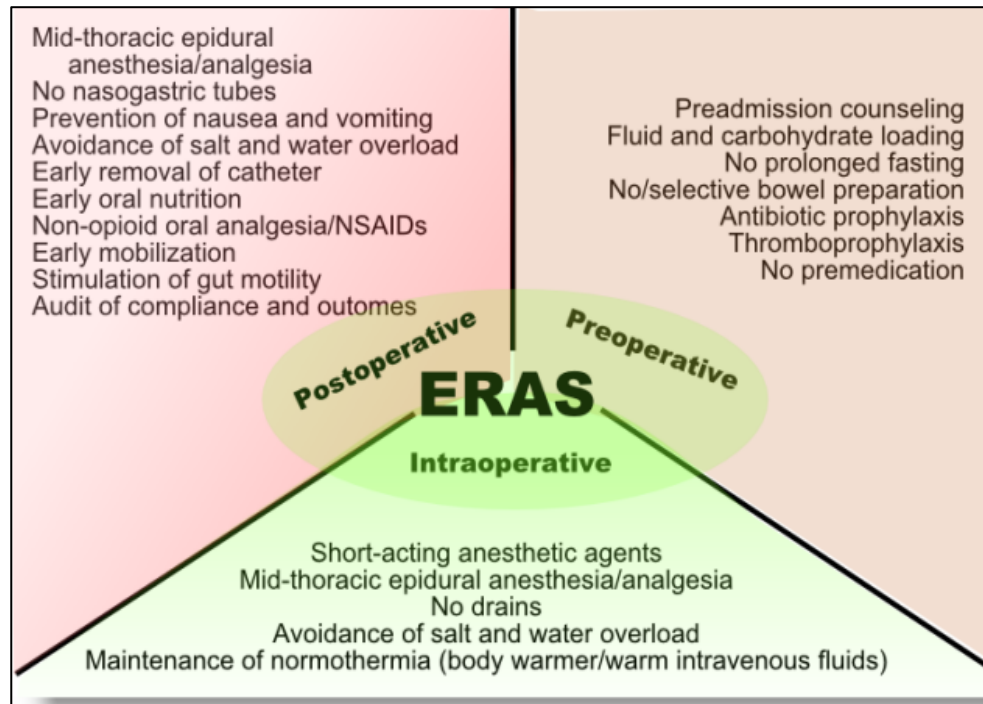 Mid-thoracic epidural
anesthesia/analgesia
No nasogastric tubes
Prevention of nausea and vomiting
Avoidance of salt and water overload
Early removal of catheter
Early oral nutrition
Non-opioid oral analgesia/NSAIDs
Early mobilization
Stimulation of gut motility
Audit of compliance and outcomes
Preadmission counseling
Fluid and carbohydrate loading
No prolonged fasting
No/selective bowel preparation
Antibiotic prophylaxis
Thromboprophylaxis
No premedication
Postoperative
Preoperative
ERAS
Intraoperative
Short-acting anesthetic agents
Mid-thoracic epidural anesthesia/analgesia
No drains
Avoidance of salt and water overload
Maintenance of normothermia (body warmer/warm intravenous fluids)